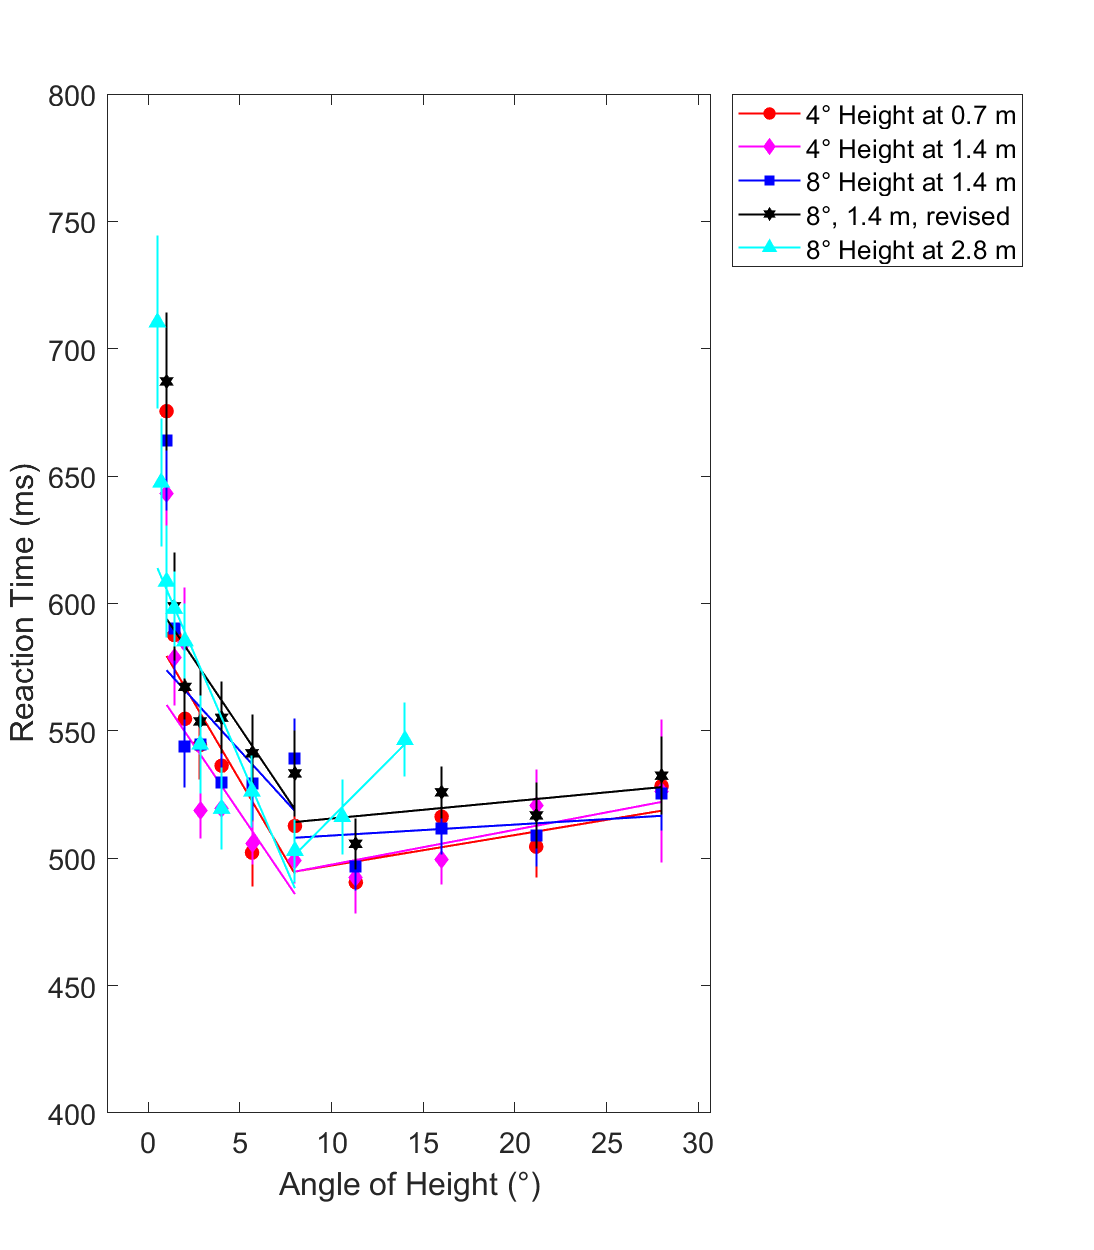 800
750
700
650
600
550
500
450
400
0 5 10 15 20 25 30
Reaction Time (ms)
Angle of Height (°)
4° Height at 0.7 m
4° Height at 1.4 m
8° Height at 1.4 m
8°, 1.4 m, revised
8° Height at 2.8 m